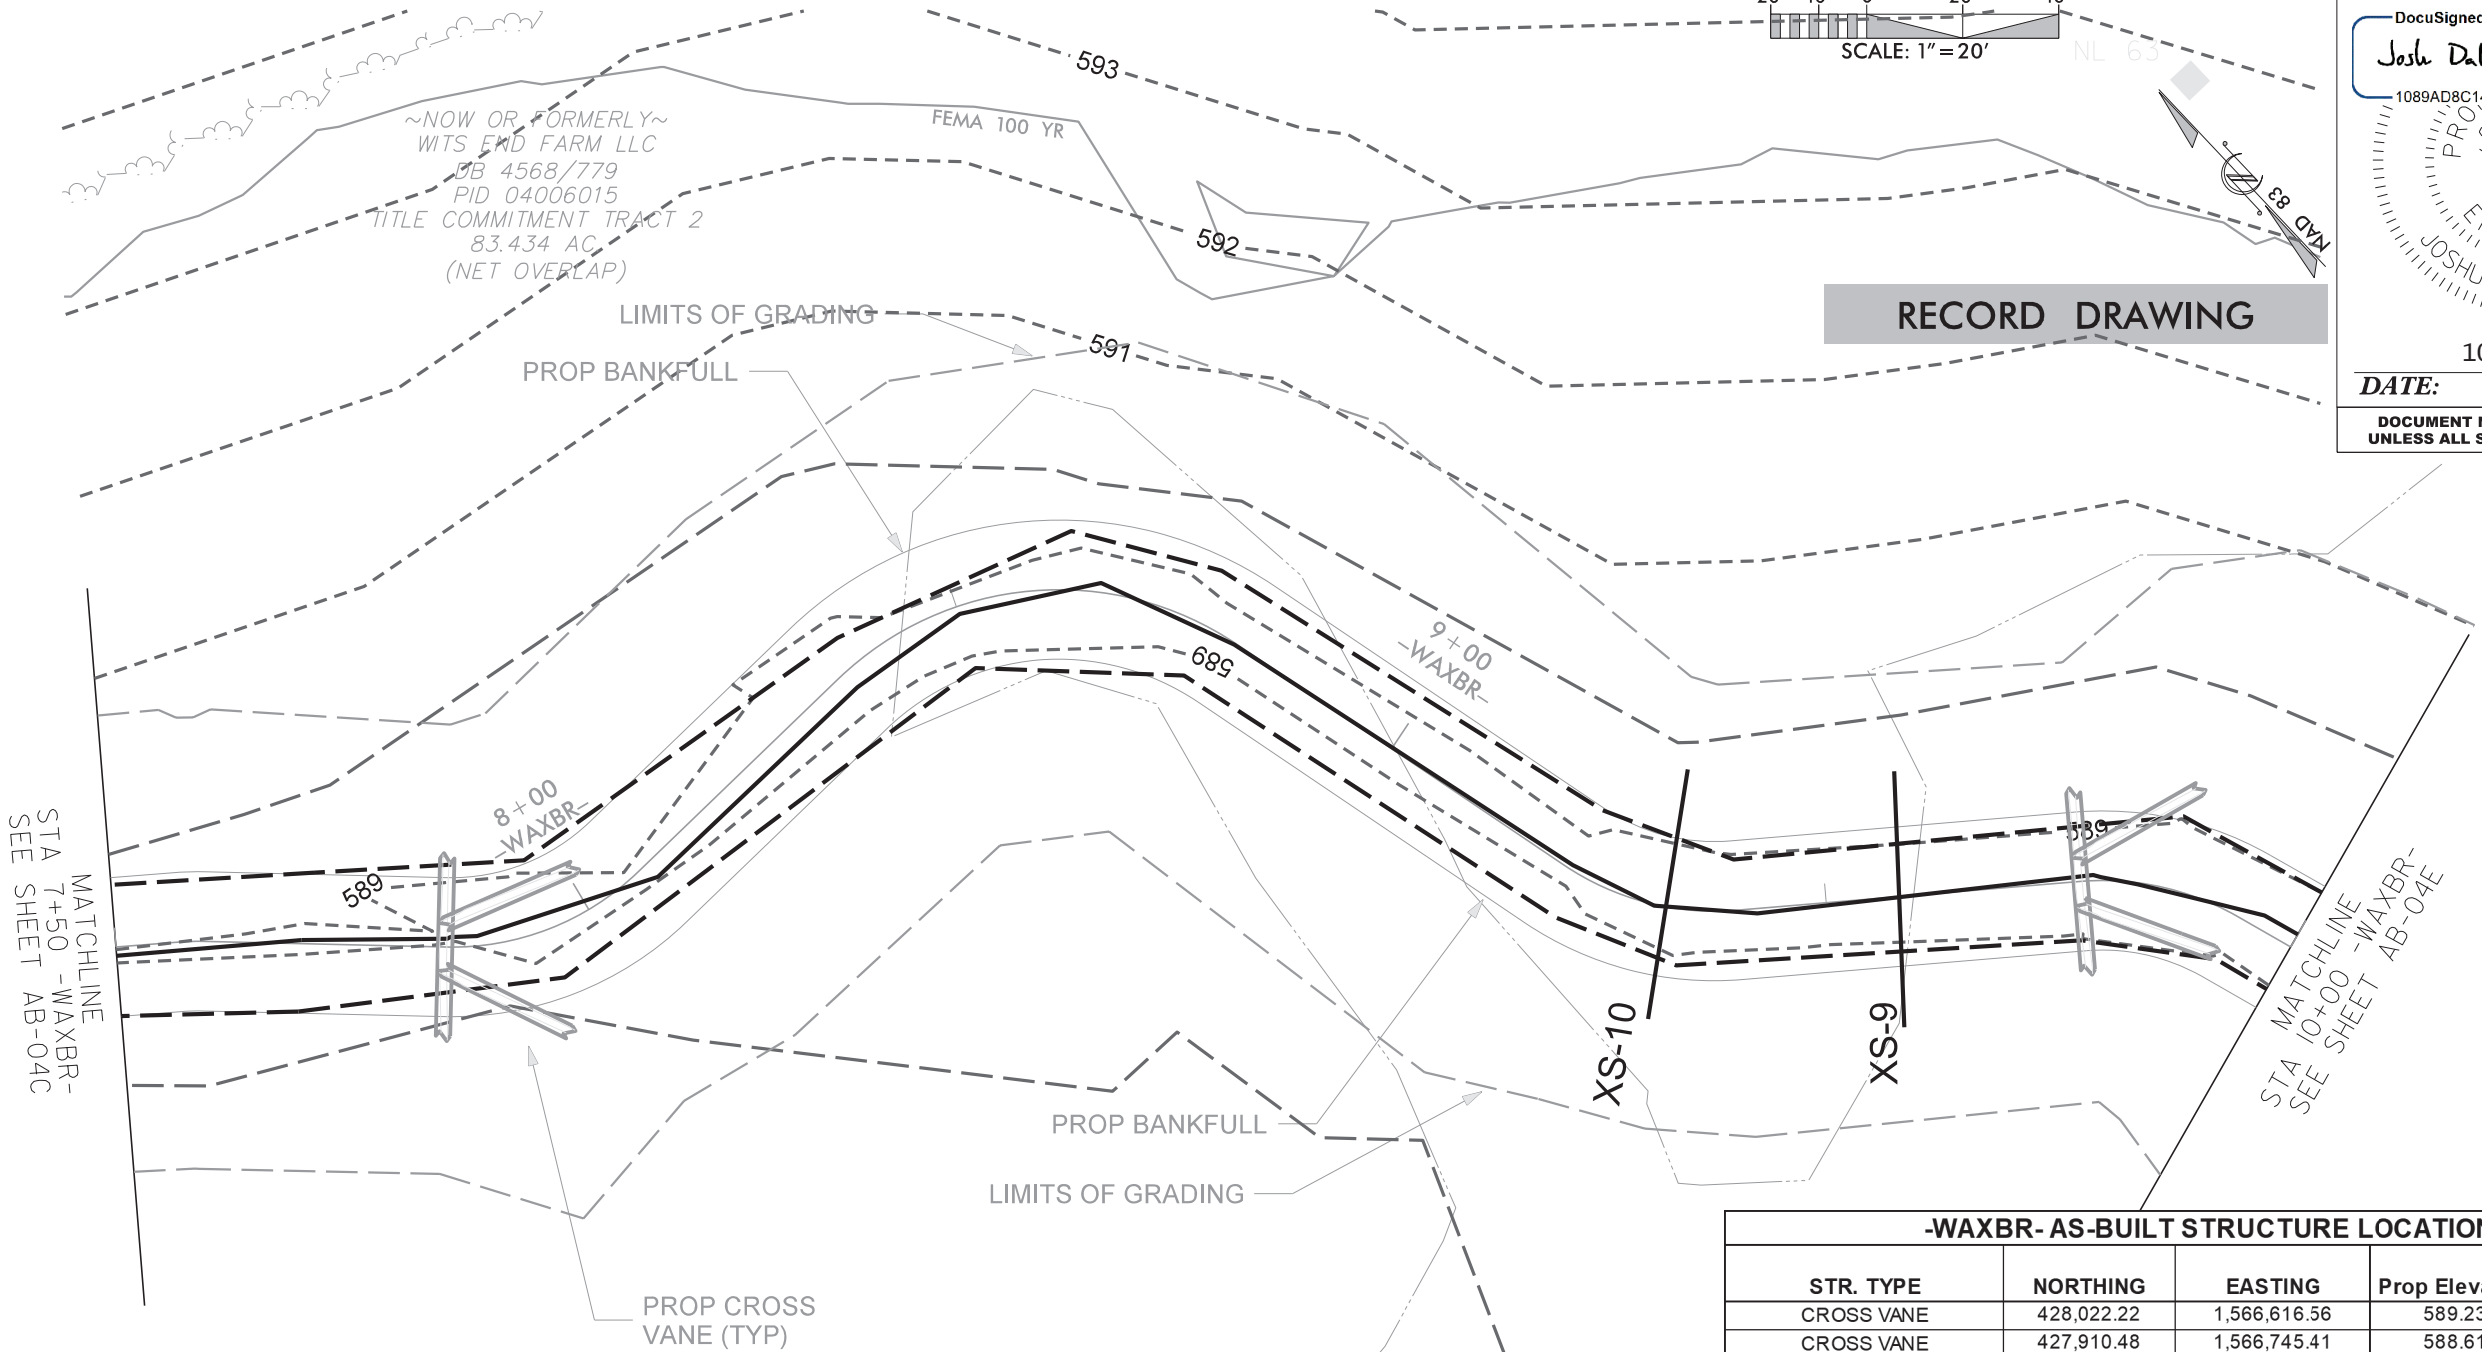 SCALE: 1"=20'
NL 63
NAD 83
DocuSigned
Josh
1089AD8C14
JOSHU
10
DATE:
DOCUMENT
UNLESS ALL S
RECORD DRAWING
593
FEMA 100 YR
~NOW OR FORMERLY~
WITS END FARM LLC
DB 4568/779
PID 04006015
TITLE COMMITMENT TRACT 2
83.434 AC
(NET OVERLAP)
592
LIMITS OF GRADING
591
PROP BANKFULL
589
9+00
-WAXBR-
8+00
-WAXBR-
589
589
MATCHLINE
STA 7+50 -WAXBR-
SEE SHEET AB-04C
XS-10
XS-9
MATCHLINE
STA 10+00 -WAXBR-
SEE SHEET AB-04E
PROP BANKFULL
LIMITS OF GRADING
PROP CROSS
VANE (TYP)
-WAXBR- AS-BUILT STRUCTURE LOCATION
STR. TYPE NORTHING EASTING Prop Eleva
CROSS VANE 428,022.22 1,566,616.56 589.23
CROSS VANE 427,910.48 1,566,745.41 588.61